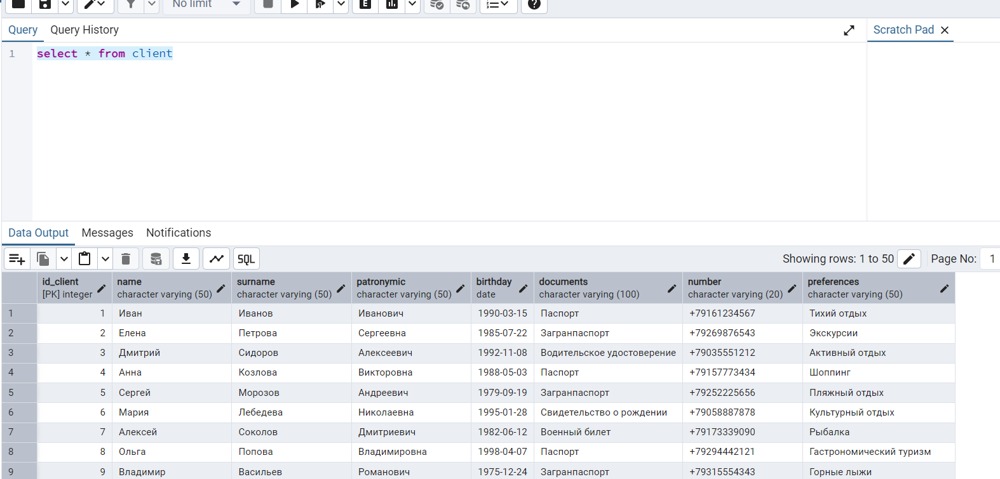 No limit
Query Query History Scratch Pad
1 select * from client
Data Output Messages Notifications
SQL Showing rows: 1 to 50 Page No: 1
id_client name surname patronymic birthday documents number preferences
[PK] integer character varying (50) character varying (50) character varying (50) date character varying (100) character varying (20) character varying (50)
1 1 Иван Иванов Иванович 1990-03-15 Паспорт +79161234567 Тихий отдых
2 2 Елена Петрова Сергеевна 1985-07-22 Загранпаспорт +79269876543 Экскурсии
3 3 Дмитрий Сидоров Алексеевич 1992-11-08 Водительское удостоверение +79035551212 Активный отдых
4 4 Анна Козлова Викторовна 1988-05-03 Паспорт +79157773434 Шоппинг
5 5 Сергей Морозов Андреевич 1979-09-19 Загранпаспорт +79252225656 Пляжный отдых
6 6 Мария Лебедева Николаевна 1995-01-28 Свидетельство о рождении +79058887878 Культурный отдых
7 7 Алексей Соколов Дмитриевич 1982-06-12 Военный билет +79173339090 Рыбалка
8 8 Ольга Попова Владимировна 1998-04-07 Паспорт +79294442121 Гастрономический туризм
9 9 Владимир Васильев Романович 1975-12-24 Загранпаспорт +79315554343 Горные лыжи